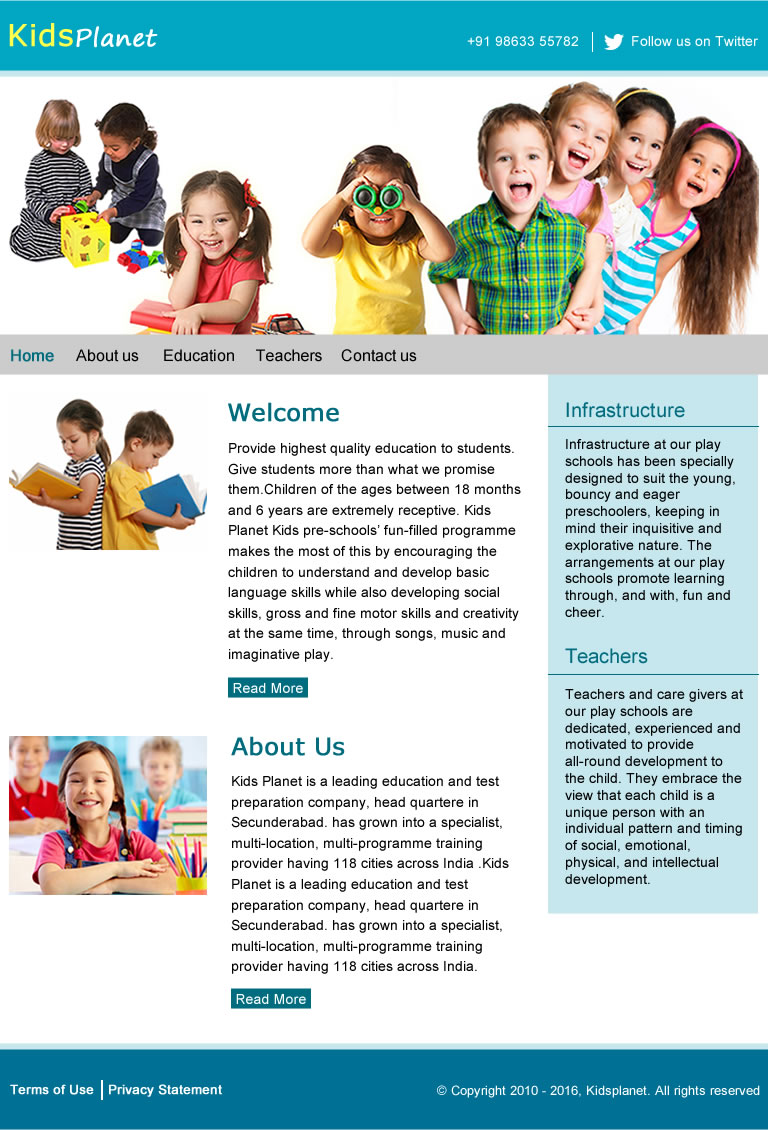 KidsPlanet
+91 98633 55782 Follow us on Twitter
Home About us Education Teachers Contact us
Welcome
Provide highest quality education to students.
Give students more than what we promise
them.Children of the ages between 18 months
and 6 years are extremely receptive. Kids
Planet Kids pre-schools’ fun-filled programme
makes the most of this by encouraging the
children to understand and develop basic
language skills while also developing social
skills, gross and fine motor skills and creativity
at the same time, through songs, music and
imaginative play.
Read More
About Us
Kids Planet is a leading education and test
preparation company, head quartere in
Secunderabad. has grown into a specialist,
multi-location, multi-programme training
provider having 118 cities across India .Kids
Planet is a leading education and test
preparation company, head quartere in
Secunderabad. has grown into a specialist,
multi-location, multi-programme training
provider having 118 cities across India.
Read More
Infrastructure
Infrastructure at our play
schools has been specially
designed to suit the young,
bouncy and eager
preschoolers, keeping in
mind their inquisitive and
explorative nature. The
arrangements at our play
schools promote learning
through, and with, fun and
cheer.
Teachers
Teachers and care givers at
our play schools are
dedicated, experienced and
motivated to provide
all-round development to
the child. They embrace the
view that each child is a
unique person with an
individual pattern and timing
of social, emotional,
physical, and intellectual
development.
Terms of Use Privacy Statement
© Copyright 2010 - 2016, Kidsplanet. All rights reserved